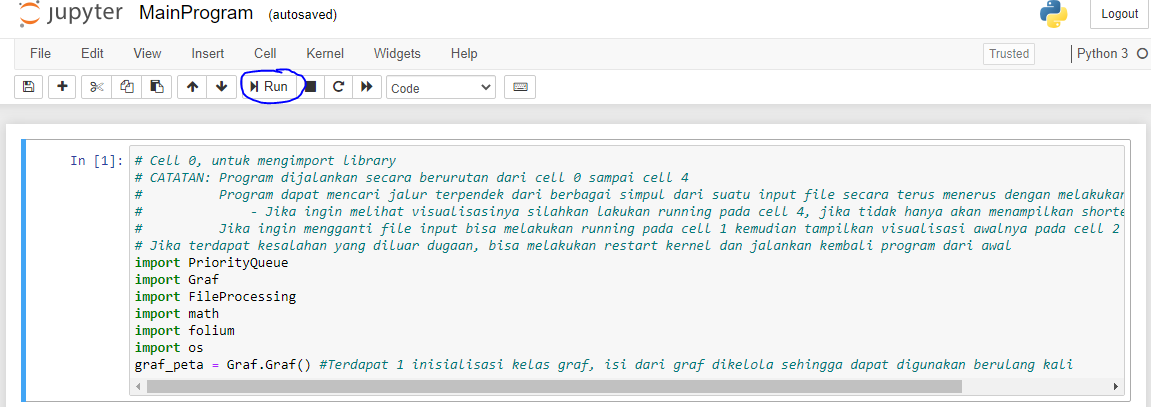 jupyter MainProgram (autosaved)
Logout
File Edit View Insert Cell Kernel Widgets Help
Trusted
Python 3
Run
Code
In [1]:
# Cell 0, untuk mengimport library
# CATATAN: Program dijalankan secara berurutan dari cell 0 sampai cell 4
# Program dapat mencari jalur terpendek dari berbagai simpul dari suatu input file secara terus menerus dengan melakukan
# - Jika ingin melihat visualisasinya silahkan lakukan running pada cell 4, jika tidak hanya akan menampilkan shorte
# Jika ingin mengganti file input bisa melakukan running pada cell 1 kemudian tampilkan visualisasi awalnya pada cell 2
# Jika terdapat kesalahan yang diluar dugaan, bisa melakukan restart kernel dan jalankan kembali program dari awal
import PriorityQueue
import Graf
import FileProcessing
import math
import folium
import os
graf_peta = Graf.Graf() #Terdapat 1 inisialisasi kelas graf, isi dari graf dikelola sehingga dapat digunakan berulang kali